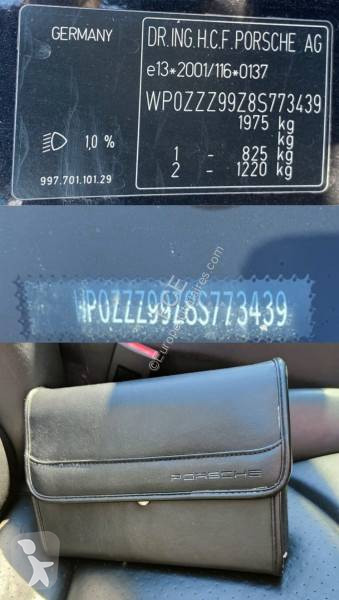 GERMANY
DR.ING.H.C.F.PORSCHE AG
e13*2001/116*0137
WP0ZZZ99Z8S773439
1975 kg
kg
1,0 %
1 - 825 kg
2 - 1220 kg
997.701.101.29
WP0ZZZ99Z8S773439
PORSCHE